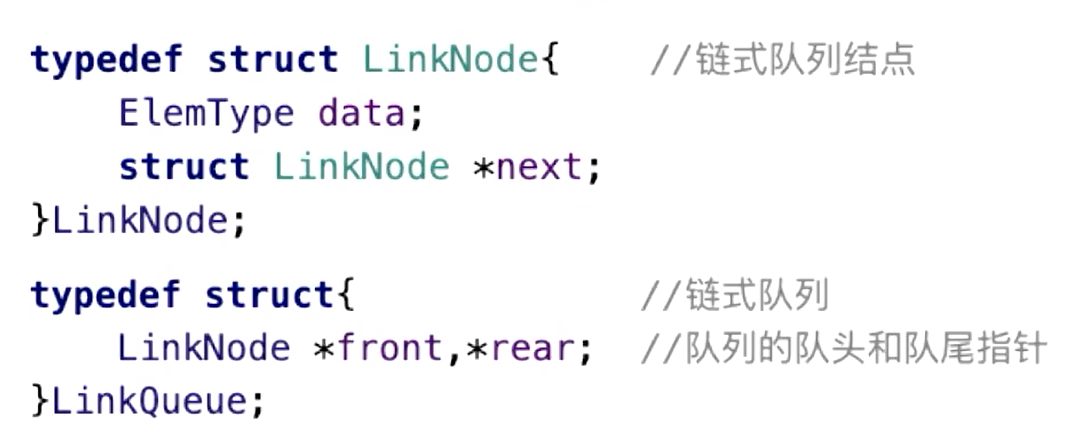 typedef struct LinkNode{    //链式队列结点
    ElemType data;
    struct LinkNode *next;
}LinkNode;
typedef struct{    //链式队列
    LinkNode *front,*rear;  //队列的队头和队尾指针
}LinkQueue;